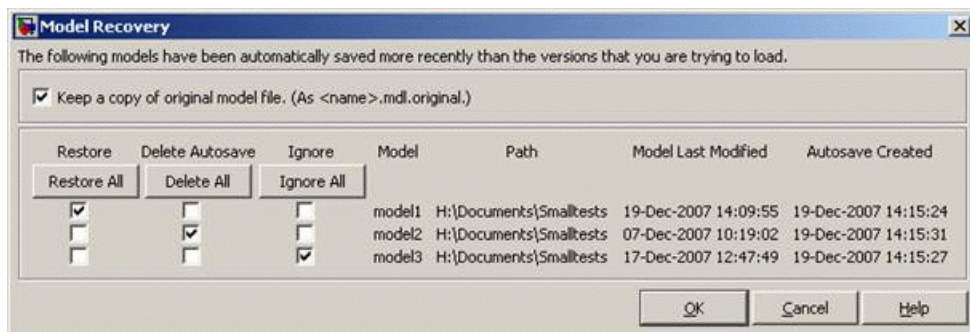 Model Recovery
The following models have been automatically saved more recently than the versions that you are trying to load.
Keep a copy of original model file. (As <name>.mdl.original.)
Restore Delete Autosave Ignore Model Path Model Last Modified Autosave Created
Restore All Delete All Ignore All
model1 H:\Documents\Smalltests 19-Dec-2007 14:09:55 19-Dec-2007 14:15:24
model2 H:\Documents\Smalltests 07-Dec-2007 10:19:02 19-Dec-2007 14:15:31
model3 H:\Documents\Smalltests 17-Dec-2007 12:47:49 19-Dec-2007 14:15:27
OK Cancel Help